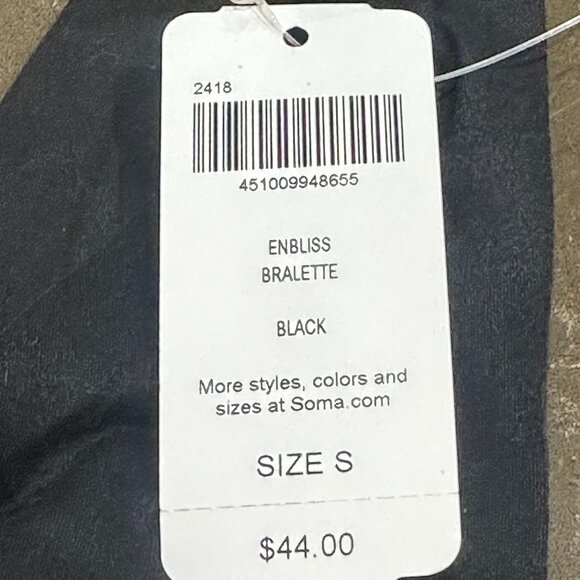 2418
451009948655
ENBLISS
BRALETTE
BLACK
More styles, colors and
sizes at Soma.com
SIZE S
$44.00